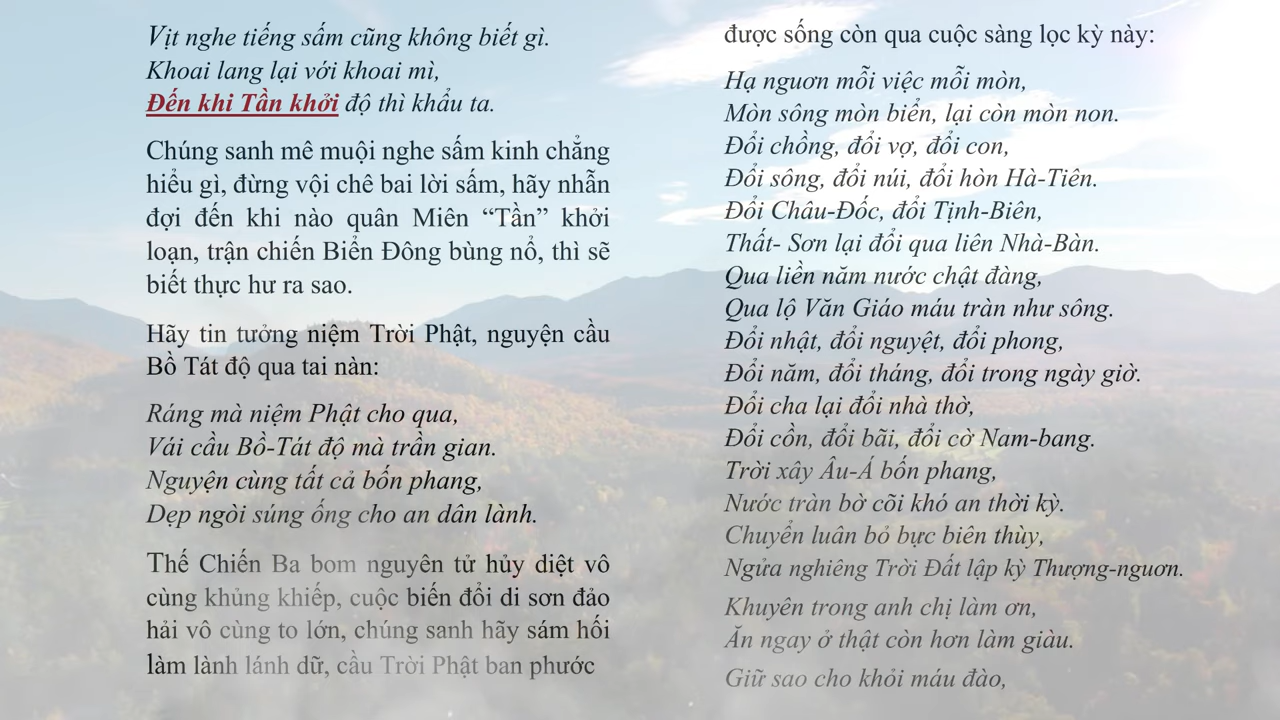 Vịt nghe tiếng sấm cũng không biết gì.
Khoai lang lại với khoai mì,
Đến khi Tần khởi độ thì khẩu ta.
Chúng sanh mê muội nghe sấm kinh chẳng
hiểu gì, đừng vội chê bai lời sấm, hãy nhẫn
đợi đến khi nào quân Miên “Tần” khởi
loạn, trận chiến Biển Đông bùng nổ, thì sẽ
biết thực hư ra sao.
Hãy tin tưởng niệm Trời Phật, nguyện cầu
Bồ Tát độ qua tai nàn:
Ráng mà niệm Phật cho qua,
Vái cầu Bồ-Tát độ mà trần gian.
Nguyện cùng tất cả bốn phang,
Dẹp ngòi súng ống cho an dân lành.
Thế Chiến Ba bom nguyên tử hủy diệt vô
cùng khủng khiếp, cuộc biến đổi di sơn đảo
hải vô cùng to lớn, chúng sanh hãy sám hối
làm lành lánh dữ, cầu Trời Phật ban phước
được sống còn qua cuộc sàng lọc kỳ này:
Hạ nguơn mỗi việc mỗi mòn,
Mòn sông mòn biển, lại còn mòn non.
Đổi chồng, đổi vợ, đổi con,
Đổi sông, đổi núi, đổi hòn Hà-Tiên.
Đổi Châu-Đốc, đổi Tịnh-Biên,
Thất- Sơn lại đổi qua liên Nhà-Bàn.
Qua liền năm nước chật đàng,
Qua lộ Văn Giáo máu tràn như sông.
Đổi nhật, đổi nguyệt, đổi phong,
Đổi năm, đổi tháng, đổi trong ngày giờ.
Đổi cha lại đổi nhà thờ,
Đổi cồn, đổi bãi, đổi cờ Nam-bang.
Trời xây Âu-Á bốn phang,
Nước tràn bờ cõi khó an thời kỳ.
Chuyển luân bỏ bực biên thùy,
Ngửa nghiêng Trời Đất lập kỳ Thượng-nguơn.
Khuyên trong anh chị làm ơn,
Ăn ngay ở thật còn hơn làm giàu.
Giữ sao cho khỏi máu đào,